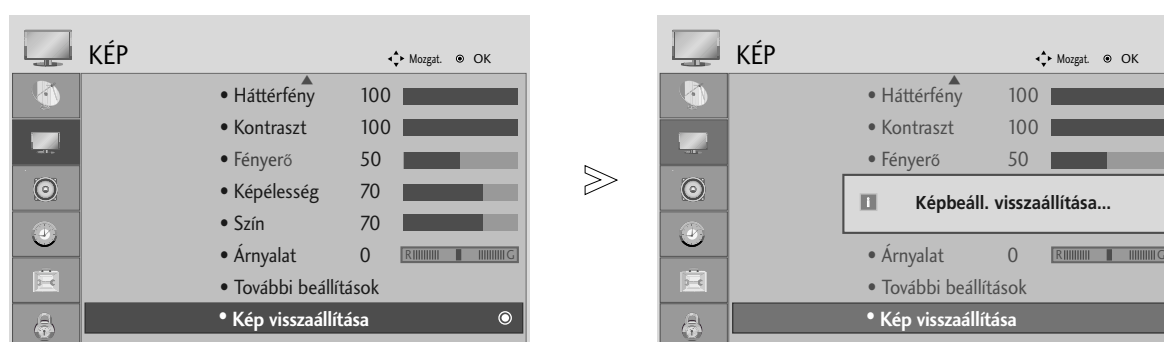 KÉP
Mozgat. OK
• Háttérfény 100
• Kontraszt 100
• Fényerő 50
• Képélesség 70
• Szín 70
• Árnyalat 0 R G
• További beállítások
• Kép visszaállítása
KÉP
Mozgat. OK
• Háttérfény 100
• Kontraszt 100
• Fényerő 50
Képbeáll. visszaállítása...
• Árnyalat 0 R G
• További beállítások
• Kép visszaállítása